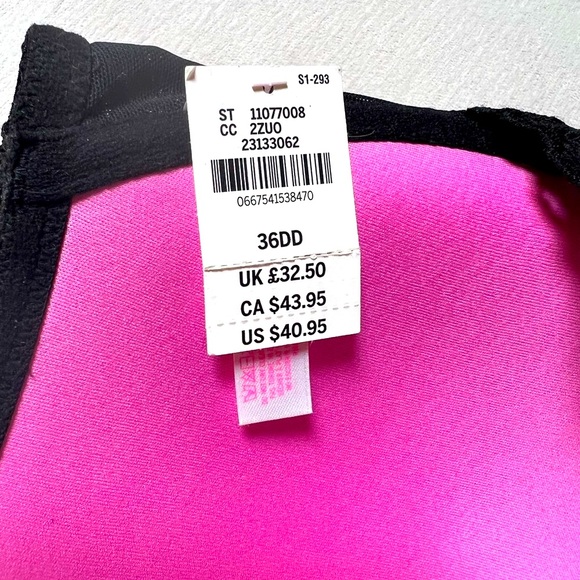 S1-293
ST 11077008
CC 2ZUO
23133062
0667541538470
36DD
UK £32.50
CA $43.95
US $40.95